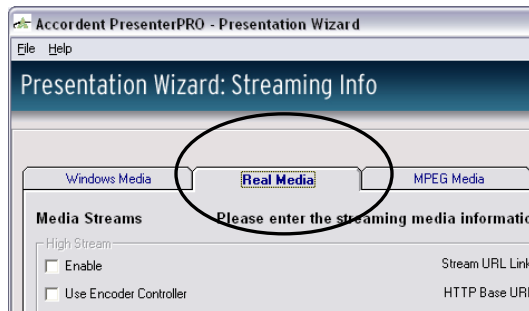 Accordent PresenterPRO - Presentation Wizard
File Help
Presentation Wizard: Streaming Info
Windows Media Real Media MPEG Media
Media Streams Please enter the streaming media informatio
High Stream
Enable Stream URL Link
Use Encoder Controller HTTP Base URL